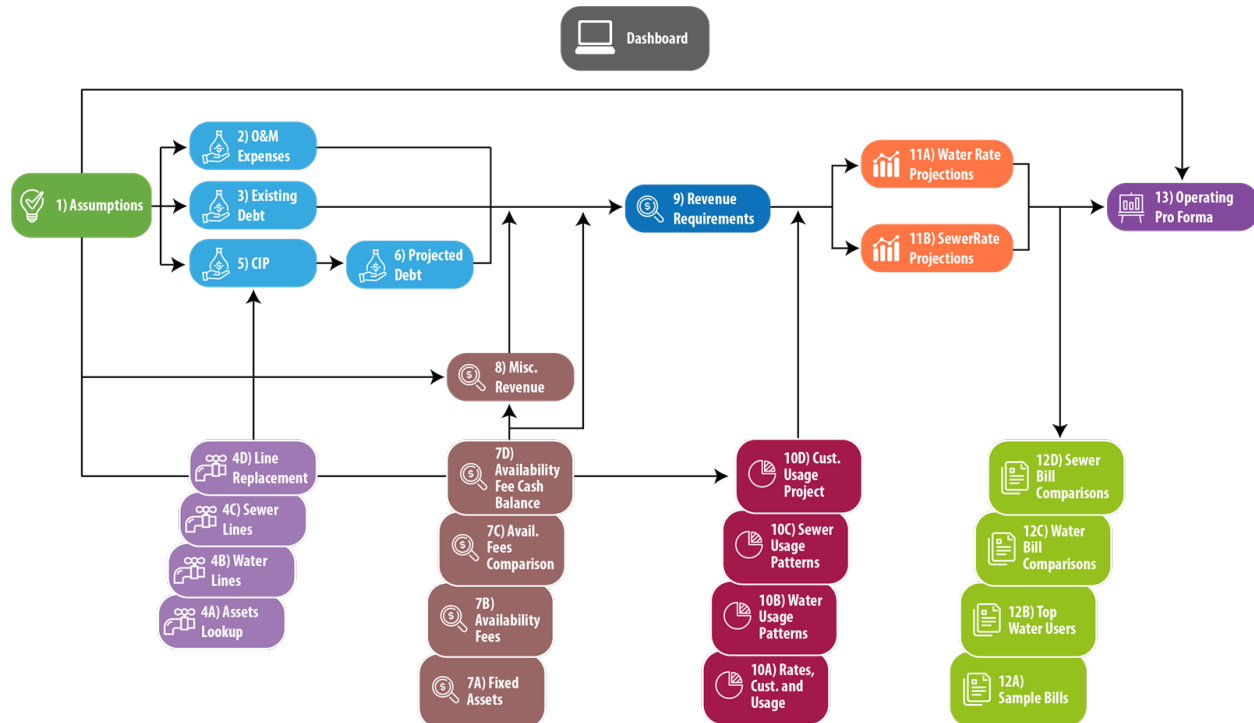 Dashboard
1) Assumptions
2) O&M
Expenses
3) Existing
Debt
5) CIP
6) Projected
Debt
9) Revenue
Requirements
11A) Water Rate
Projections
11B) SewerRate
Projections
13) Operating
Pro Forma
8) Misc.
Revenue
4D) Line
Replacement
4C) Sewer
Lines
4B) Water
Lines
4A) Assets
Lookup
7D)
Availability
Fee Cash
Balance
7C) Avail.
Fees
Comparison
7B)
Availability
Fees
7A) Fixed
Assets
10D) Cust.
Usage
Project
10C) Sewer
Usage
Patterns
10B) Water
Usage
Patterns
10A) Rates,
Cust. and
Usage
12D) Sewer
Bill
Comparisons
12C) Water
Bill
Comparisons
12B) Top
Water Users
12A)
Sample Bills